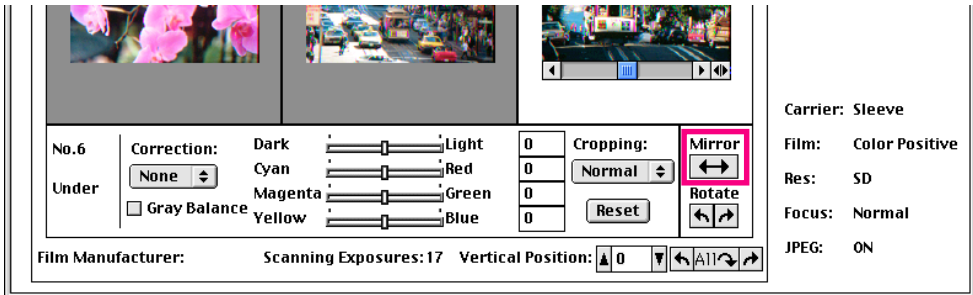 No.6
Under
Correction:
None
Gray Balance
Dark Light 0
Cyan Red 0
Magenta Green 0
Yellow Blue 0
Cropping:
Normal
Reset
Mirror
Rotate
Film Manufacturer: Scanning Exposures:17 Vertical Position: 0 All
Carrier: Sleeve
Film: Color Positive
Res: SD
Focus: Normal
JPEG: ON